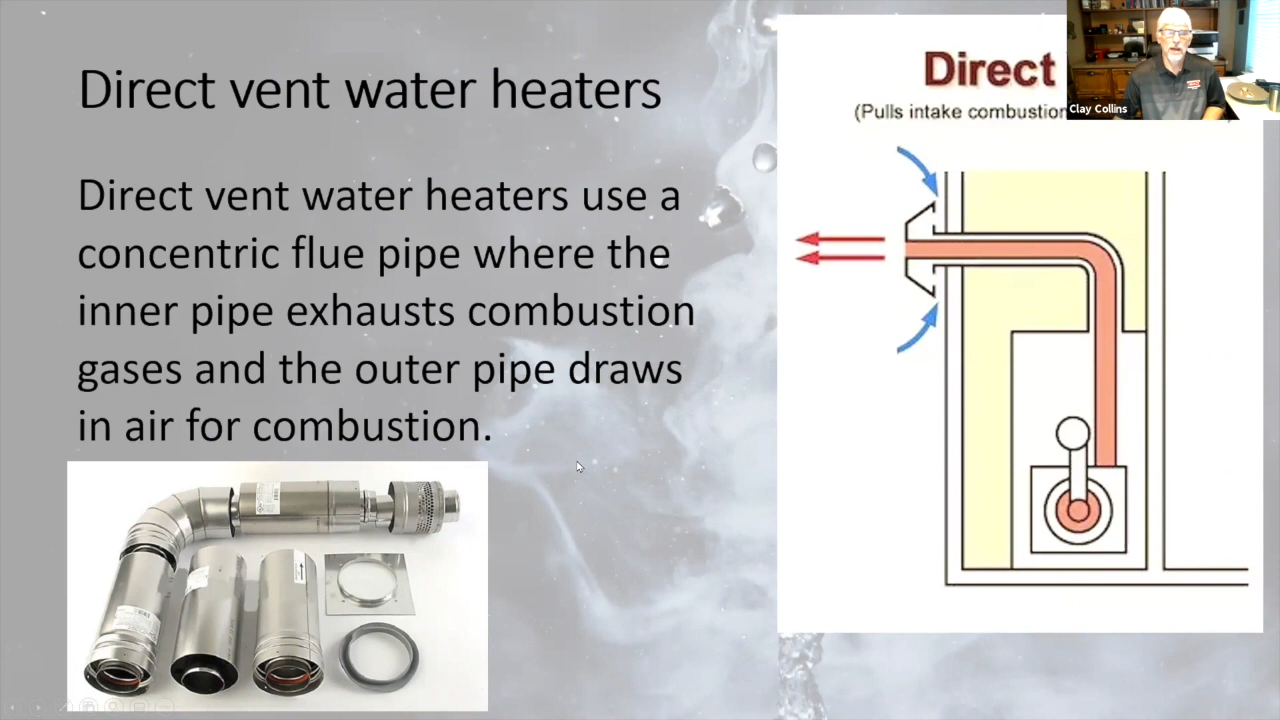 Direct vent water heaters
Direct vent water heaters use a
concentric flue pipe where the
inner pipe exhausts combustion
gases and the outer pipe draws
in air for combustion.
Direct
(Pulls intake combustion
Clay Collins